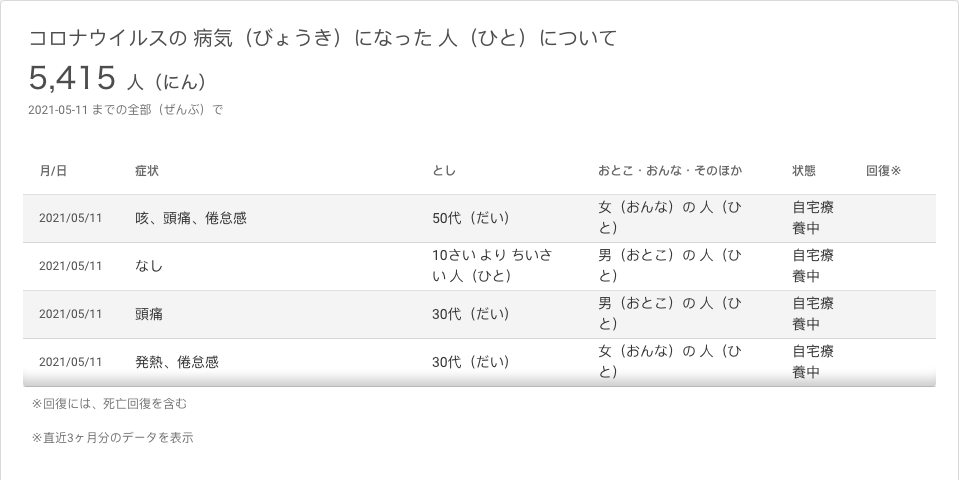 コロナウイルスの 病気（びょうき）になった 人（ひと）について
5,415 人（にん）
2021-05-11 までの全部（ぜんぶ）で
月/日 症状 とし おとこ・おんな・そのほか 状態 回復※
2021/05/11 咳、頭痛、倦怠感 50代（だい） 女（おんな）の 人（ひ 自宅療
と） 養中
2021/05/11 なし 10さい より ちいさ 男（おとこ）の 人（ひ 自宅療
い 人（ひと） と） 養中
2021/05/11 頭痛 30代（だい） 男（おとこ）の 人（ひ 自宅療
と） 養中
2021/05/11 発熱、倦怠感 30代（だい） 女（おんな）の 人（ひ 自宅療
と） 養中
※回復には、死亡回復を含む
※直近3ヶ月分のデータを表示